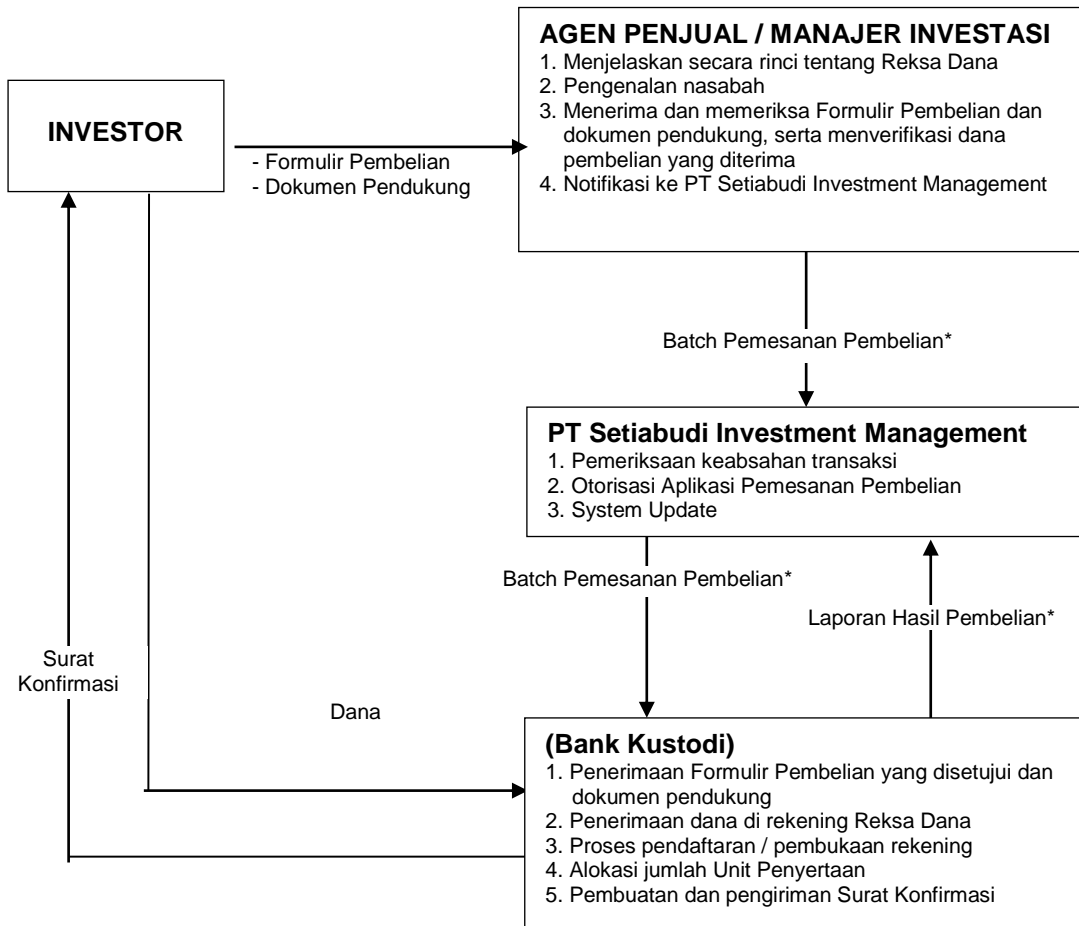 AGEN PENJUAL / MANAJER INVESTASI
1. Menjelaskan secara rinci tentang Reksa Dana
2. Pengenalan nasabah
3. Menerima dan memeriksa Formulir Pembelian dan
dokumen pendukung, serta menverifikasi dana
pembelian yang diterima
4. Notifikasi ke PT Setiabudi Investment Management
INVESTOR
- Formulir Pembelian
- Dokumen Pendukung
Batch Pemesanan Pembelian*
PT Setiabudi Investment Management
1. Pemeriksaan keabsahan transaksi
2. Otorisasi Aplikasi Pemesanan Pembelian
3. System Update
Batch Pemesanan Pembelian*
Laporan Hasil Pembelian*
Surat
Konfirmasi
Dana
(Bank Kustodi)
1. Penerimaan Formulir Pembelian yang disetujui dan
dokumen pendukung
2. Penerimaan dana di rekening Reksa Dana
3. Proses pendaftaran / pembukaan rekening
4. Alokasi jumlah Unit Penyertaan
5. Pembuatan dan pengiriman Surat Konfirmasi